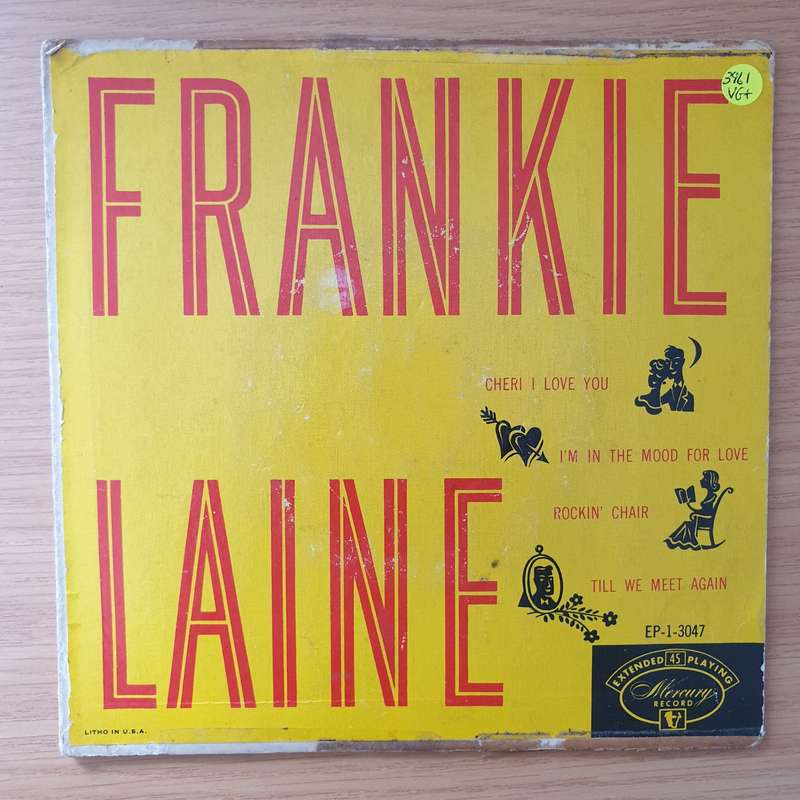 FRANKIE
3961
VG+
CHERI I LOVE YOU
I'M IN THE MOOD FOR LOVE
ROCKIN' CHAIR
LAINE
TILL WE MEET AGAIN
EP-1-3047
EXTENDED 45 PLAYING
Mercury
RECORD
LITHO IN U.S.A.